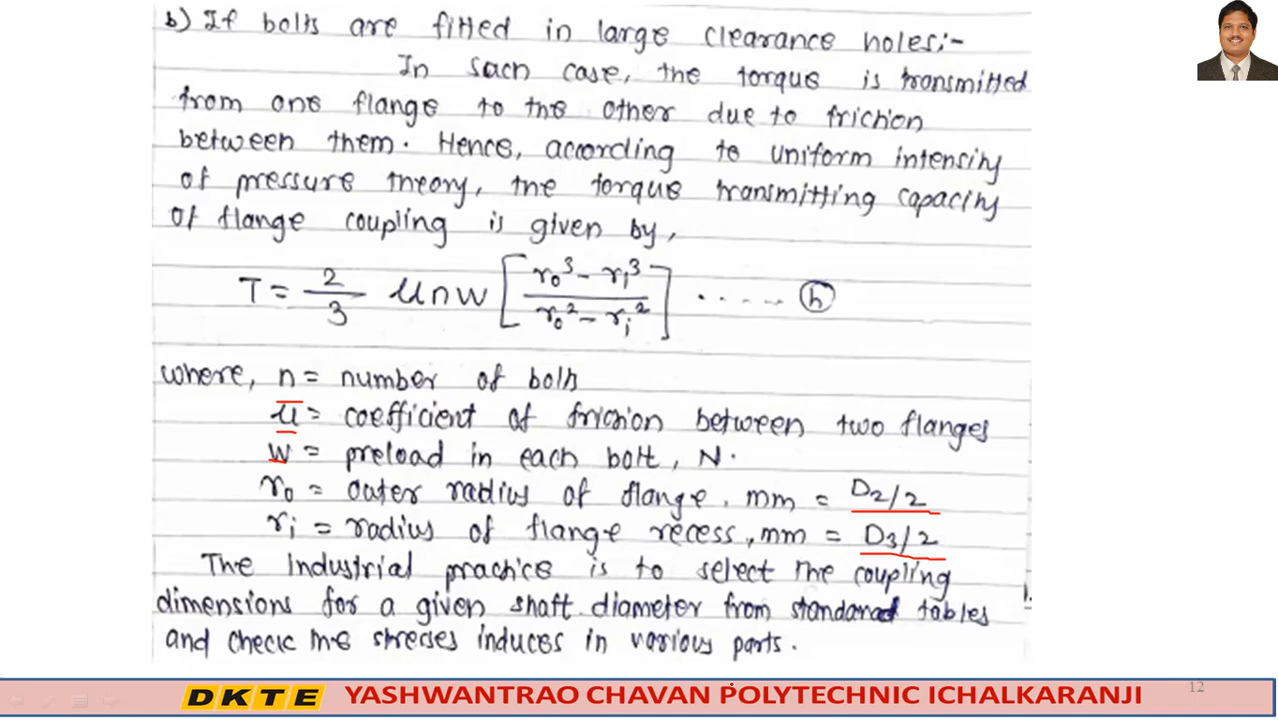 b) If bolts are fitted in large clearance holes:-
In such case, the torque is transmitted
from one flange to the other due to friction
between them. Hence, according to uniform intensity
of pressure theory, the torque transmitting capacity
of flange coupling is given by,
T = 2/3 μnw [ro³ - ri³ / ro² - ri²] ..... (h)
where, n = number of bolts
μ = coefficient of friction between two flanges
w = preload in each bolt, N.
ro = outer radius of flange, mm = D2/2
ri = radius of flange recess, mm = D3/2
The Industrial practice is to select the coupling
dimensions for a given shaft diameter from standard tables
and check the stresses induces in various parts.
DKTE YASHWANTRAO CHAVAN POLYTECHNIC ICHALKARANJI
12